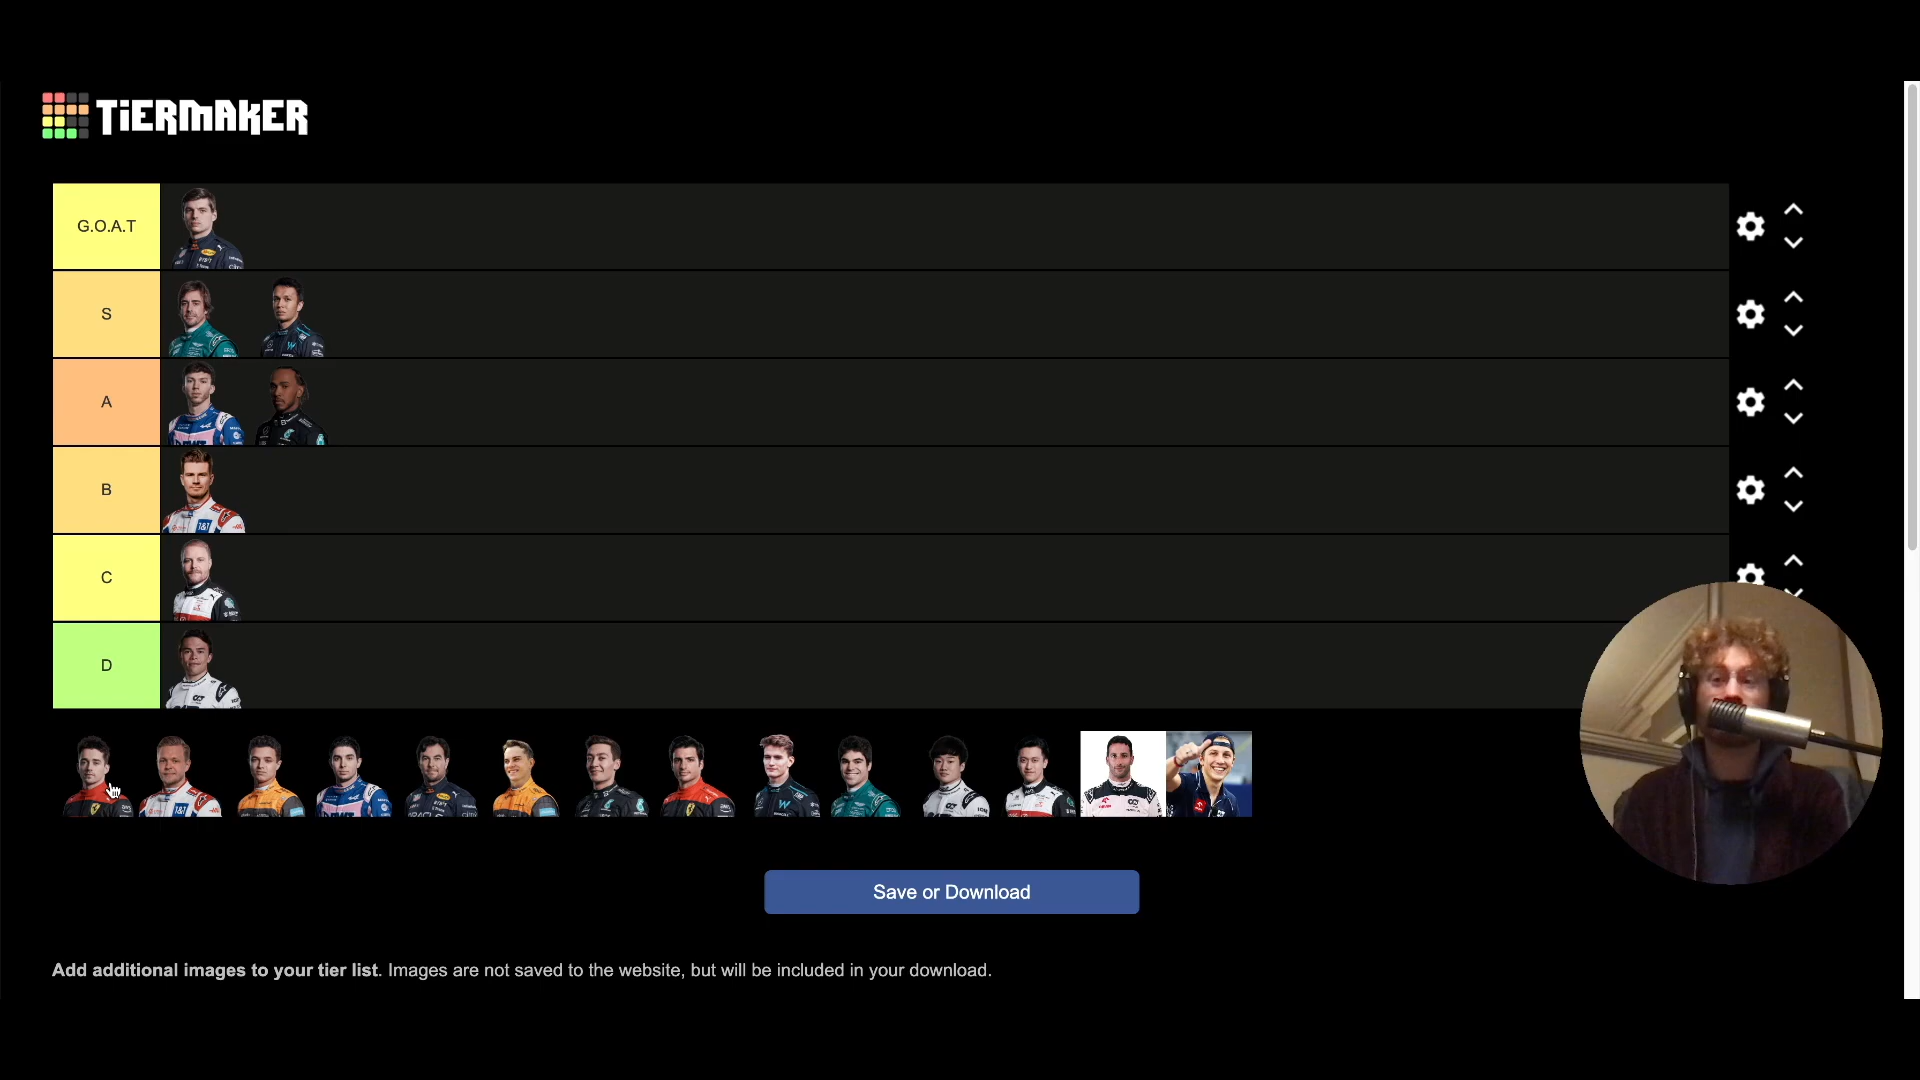 TiERMAKER
G.O.A.T
S
A
B
C
D
Save or Download
Add additional images to your tier list. Images are not saved to the website, but will be included in your download.